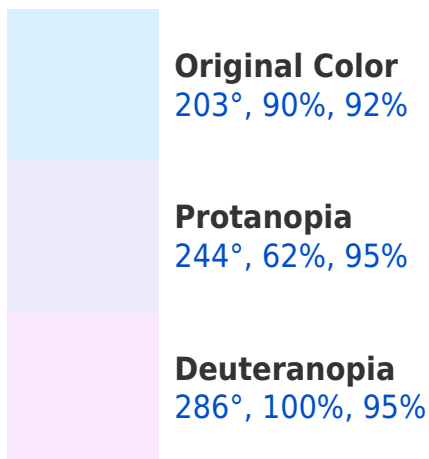 Original Color
203°, 90%, 92%
Protanopia
244°, 62%, 95%
Deuteranopia
286°, 100%, 95%